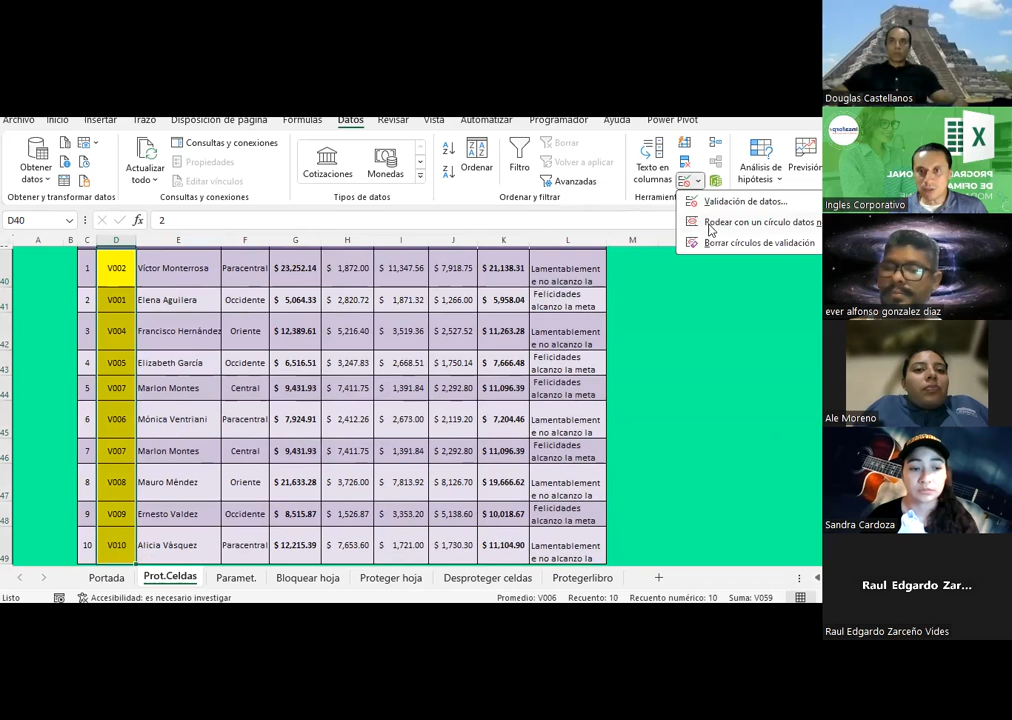 Archivo Inicio Insertar Trazo Disposición de página Fórmulas Datos Revisar Vista Automatizar Programador Ayuda Power Pivot
Obtener datos
Consultas y conexiones
Propiedades
Editar vínculos
Actualizar todo
Cotizaciones
Monedas
Ordenar
Filtro
Borrar
Volver a aplicar
Avanzadas
Texto en columnas
Análisis de hipótesis
Previsión
Obtener y transformar datos
Tipos de datos
Herramient
Validación de datos...
Rodear con un círculo datos n
Borrar círculos de validación
D40 fx 2
A B C D E F G H I J K L M N O
40 1 V002 Víctor Monterrosa Paracentral $ 23,252.14 $ 1,872.00 $ 11,347.56 $ 7,918.75 $ 21,138.31 Lamentablement e no alcanzo la
41 2 V001 Elena Aguilera Occidente $ 5,064.33 $ 2,820.72 $ 1,871.32 $ 1,266.00 $ 5,958.04 Felicidades alcanzo la meta
42 3 V004 Francisco Hernández Oriente $ 12,389.61 $ 5,216.40 $ 3,519.36 $ 2,527.52 $ 11,263.28 Lamentablement e no alcanzo la
43 4 V005 Elizabeth García Occidente $ 6,516.51 $ 3,247.83 $ 2,668.51 $ 1,750.14 $ 7,666.48 Felicidades alcanzo la meta
44 5 V007 Marlon Montes Central $ 9,431.93 $ 7,411.75 $ 1,391.84 $ 2,292.80 $ 11,096.39 Felicidades alcanzo la meta
45 6 V006 Mónica Ventriani Paracentral $ 7,924.91 $ 2,412.26 $ 2,673.00 $ 2,119.20 $ 7,204.46 Lamentablement e no alcanzo la
46 7 V007 Marlon Montes Central $ 9,431.93 $ 7,411.75 $ 1,391.84 $ 2,292.80 $ 11,096.39 Felicidades alcanzo la meta
47 8 V008 Mauro Méndez Oriente $ 21,633.28 $ 3,726.00 $ 7,813.92 $ 8,126.70 $ 19,666.62 Lamentablement e no alcanzo la
48 9 V009 Ernesto Valdez Occidente $ 8,515.87 $ 1,526.87 $ 3,353.20 $ 5,138.60 $ 10,018.67 Felicidades alcanzo la meta
49 10 V010 Alicia Vásquez Paracentral $ 12,215.39 $ 7,653.60 $ 1,721.00 $ 1,730.30 $ 11,104.90 Lamentablement e no alcanzo la
Portada Prot.Celdas Paramet. Bloquear hoja Proteger hoja Desproteger celdas Protegerlibro
Listo Accesibilidad: es necesario investigar Promedio: V006 Recuento: 10 Recuento numérico: 10 Suma: V059
Douglas Castellanos
Ingles Corporativo
ever alfonso gonzalez diaz
Ale Moreno
Sandra Cardoza
Raul Edgardo Zar...
Raul Edgardo Zarceño Vides